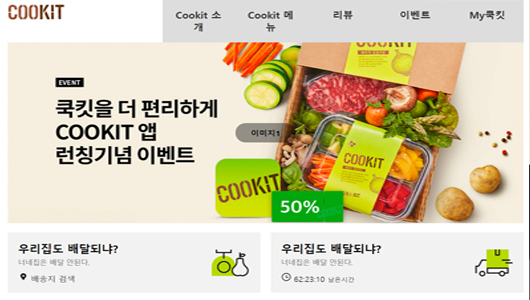 COOKIT
Cookit 소
개
Cookit 메
뉴
리뷰
이벤트
My쿡킷
EVENT
쿡킷을 더 편리하게
COOKIT 앱
런칭기념 이벤트
이미지1
COOKIT
COOKIT
50%
우리집도 배달되냐?
너네집은 배달 안된다.
배송지 검색
우리집도 배달되냐?
너네집은 배달 안된다.
62:23:10 남은시간